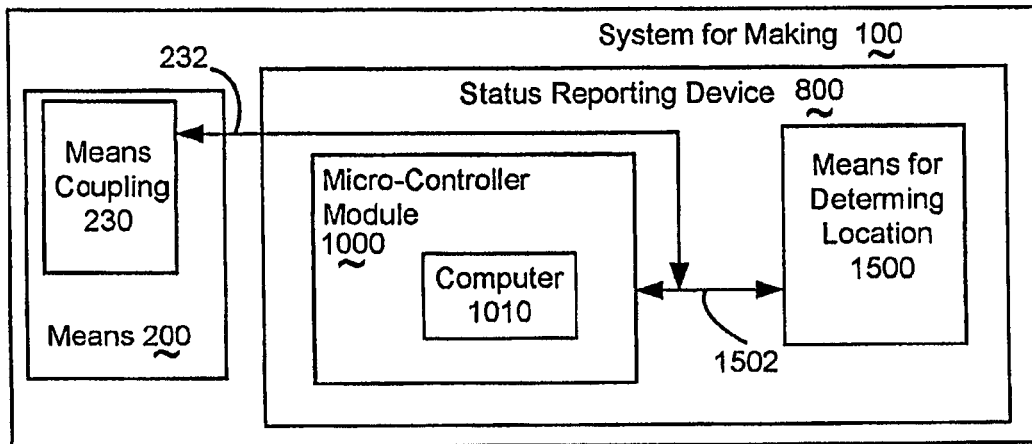 System for Making 100
232
Status Reporting Device 800
Means
Coupling
230
Means 200
Micro-Controller
Module
1000
Computer
1010
Means for
Determing
Location
1500
1502